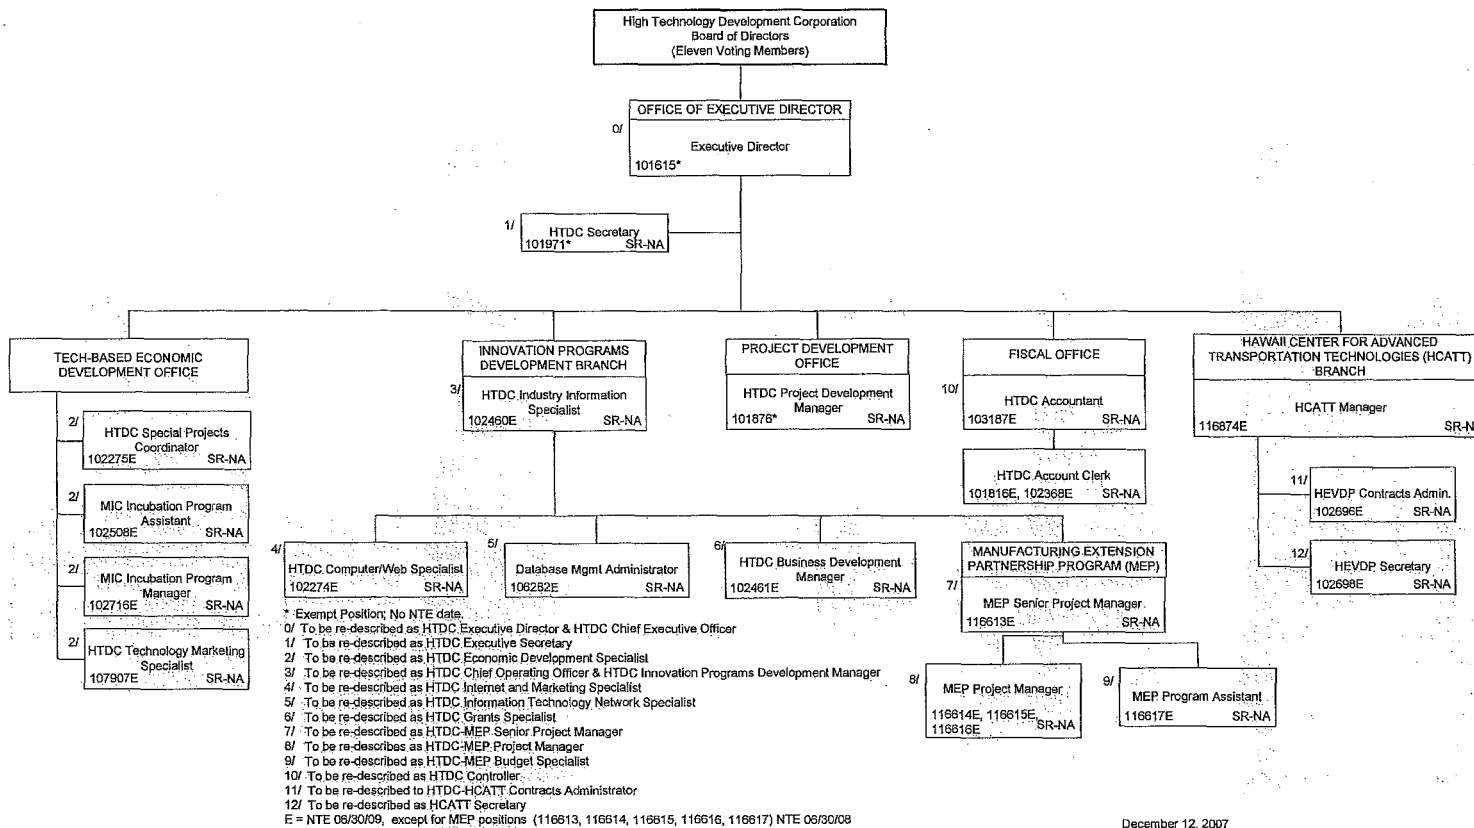 High Technology Development Corporation
Board of Directors
(Eleven Voting Members)
OFFICE OF EXECUTIVE DIRECTOR
0/
Executive Director
101615*
1/
HTDC Secretary
101971* SR-NA
TECH-BASED ECONOMIC
DEVELOPMENT OFFICE
2/
HTDC Special Projects
Coordinator
102275E SR-NA
2/
MIC Incubation Program
Assistant
102508E SR-NA
2/
MIC Incubation Program
Manager
102716E SR-NA
2/
HTDC Technology Marketing
Specialist
107907E SR-NA
INNOVATION PROGRAMS
DEVELOPMENT BRANCH
3/
HTDC Industry Information
Specialist
102460E SR-NA
PROJECT DEVELOPMENT
OFFICE
HTDC Project Development
Manager
101876* SR-NA
FISCAL OFFICE
10/
HTDC Accountant
103187E SR-NA
HTDC Account Clerk
101816E, 102368E SR-NA
HAWAII CENTER FOR ADVANCED
TRANSPORTATION TECHNOLOGIES (HCATT)
BRANCH
HCATT Manager
116874E SR-N
11/
HEVDP Contracts Admin.
102696E SR-NA
12/
HEVDP Secretary
102698E SR-NA
4/
HTDC Computer/Web Specialist
102274E SR-NA
5/
Database Mgmt Administrator
106282E SR-NA
6/
HTDC Business Development
Manager
102461E SR-NA
MANUFACTURING EXTENSION
PARTNERSHIP PROGRAM (MEP)
7/
MEP Senior Project Manager
116613E SR-NA
8/
MEP Project Manager
116614E, 116615E,
116616E SR-NA
9/
MEP Program Assistant
116617E SR-NA
* Exempt Position; No NTE date.
0/ To be re-described as HTDC Executive Director & HTDC Chief Executive Officer
1/ To be re-described as HTDC Executive Secretary
2/ To be re-described as HTDC Economic Development Specialist
3/ To be re-described as HTDC Chief Operating Officer & HTDC Innovation Programs Development Manager
4/ To be re-described as HTDC Internet and Marketing Specialist
5/ To be re-described as HTDC Information Technology Network Specialist
6/ To be re-described as HTDC Grants Specialist
7/ To be re-described as HTDC-MEP Senior Project Manager
8/ To be re-describes as HTDC-MEP Project Manager
9/ To be re-described as HTDC-MEP Budget Specialist
10/ To be re-described as HTDC Controller
11/ To be re-described to HTDC-HCATT Contracts Administrator
12/ To be re-described as HCATT Secretary
E = NTE 06/30/09, except for MEP positions (116613, 116614, 116615, 116616, 116617) NTE 06/30/08
December 12, 2007